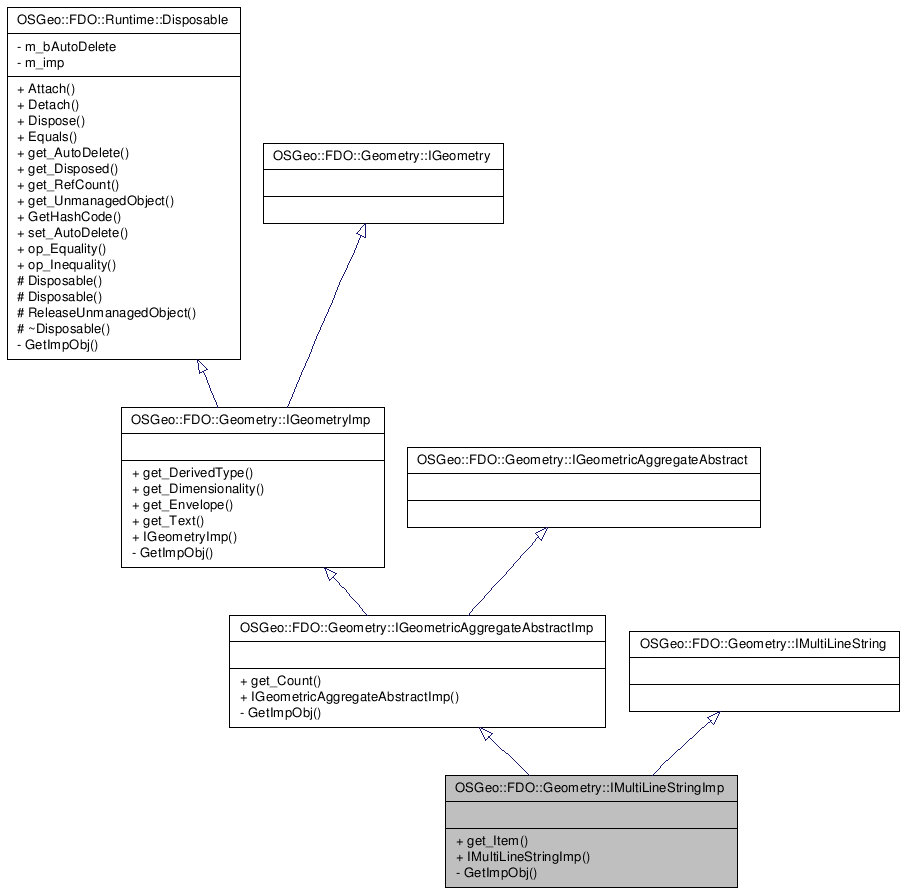 OSGeo::FDO::Runtime::Disposable
- m_bAutoDelete
- m_imp
+ Attach()
+ Detach()
+ Dispose()
+ Equals()
+ get_AutoDelete()
+ get_Disposed()
+ get_RefCount()
+ get_UnmanagedObject()
+ GetHashCode()
+ set_AutoDelete()
+ op_Equality()
+ op_Inequality()
# Disposable()
# Disposable()
# ReleaseUnmanagedObject()
# ~Disposable()
- GetImpObj()
OSGeo::FDO::Geometry::IGeometry
OSGeo::FDO::Geometry::IGeometryImp
+ get_DerivedType()
+ get_Dimensionality()
+ get_Envelope()
+ get_Text()
+ IGeometryImp()
- GetImpObj()
OSGeo::FDO::Geometry::IGeometricAggregateAbstract
OSGeo::FDO::Geometry::IGeometricAggregateAbstractImp
+ get_Count()
+ IGeometricAggregateAbstractImp()
- GetImpObj()
OSGeo::FDO::Geometry::IMultiLineString
OSGeo::FDO::Geometry::IMultiLineStringImp
+ get_Item()
+ IMultiLineStringImp()
- GetImpObj()